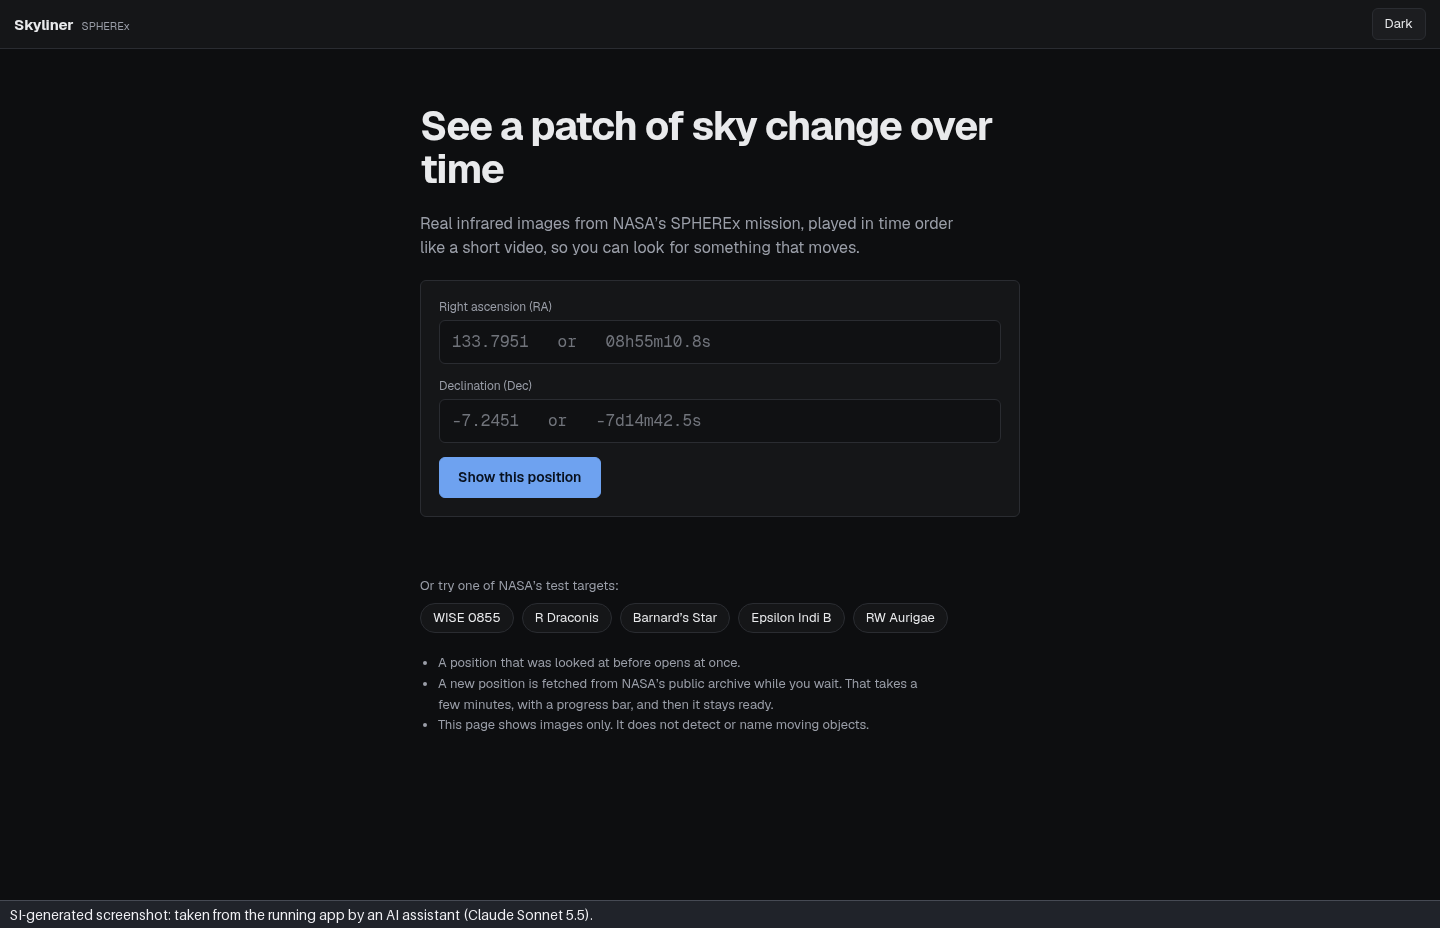 Skyliner SPHEREx
Dark
See a patch of sky change over
time
Real infrared images from NASA's SPHEREx mission, played in time order
like a short video, so you can look for something that moves.
Right ascension (RA)
133.7951 or 08h55m10.8s
Declination (Dec)
-7.2451 or -7d14m42.5s
Show this position
Or try one of NASA's test targets:
WISE 0855 R Draconis Barnard's Star Epsilon Indi B RW Aurigae
• A position that was looked at before opens at once.
• A new position is fetched from NASA's public archive while you wait. That takes a
few minutes, with a progress bar, and then it stays ready.
• This page shows images only. It does not detect or name moving objects.
SI-generated screenshot: taken from the running app by an AI assistant (Claude Sonnet 5.5).